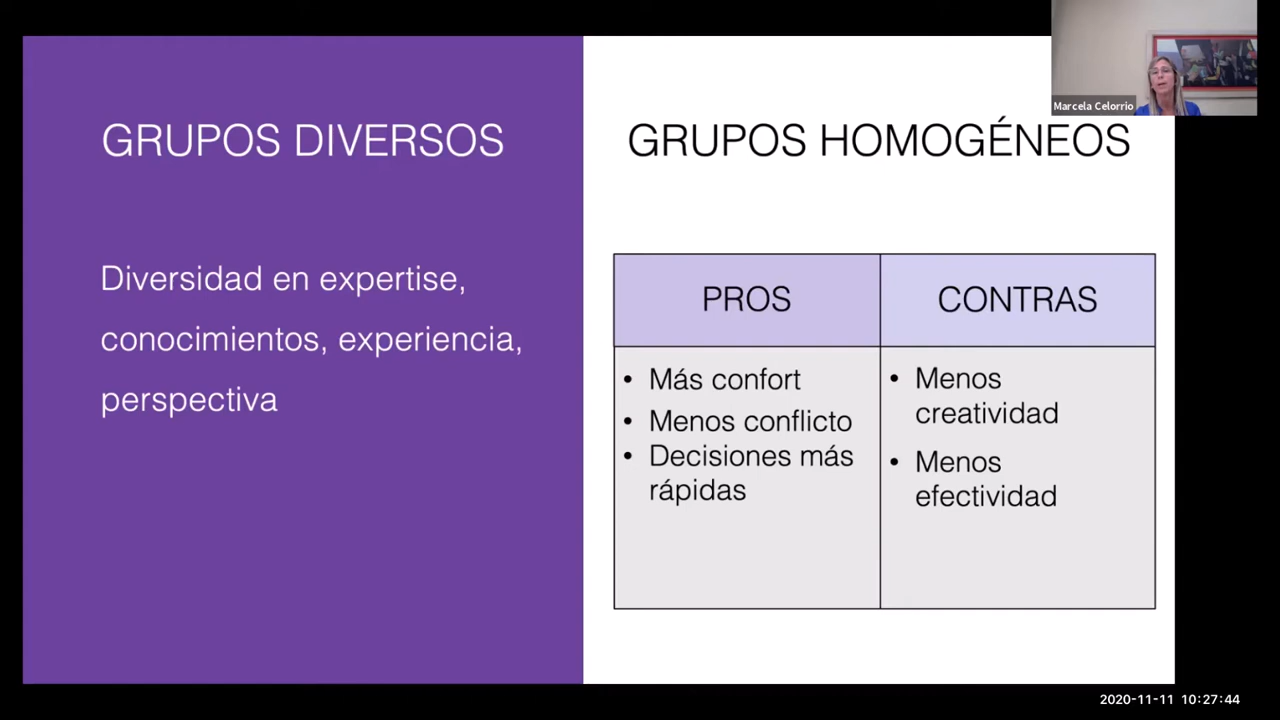 Marcela Celorrio
GRUPOS DIVERSOS
Diversidad en expertise,
conocimientos, experiencia,
perspectiva
GRUPOS HOMOGÉNEOS
PROS
• Más confort
• Menos conflicto
• Decisiones más
rápidas
CONTRAS
• Menos
creatividad
• Menos
efectividad
2020-11-11 10:27:44